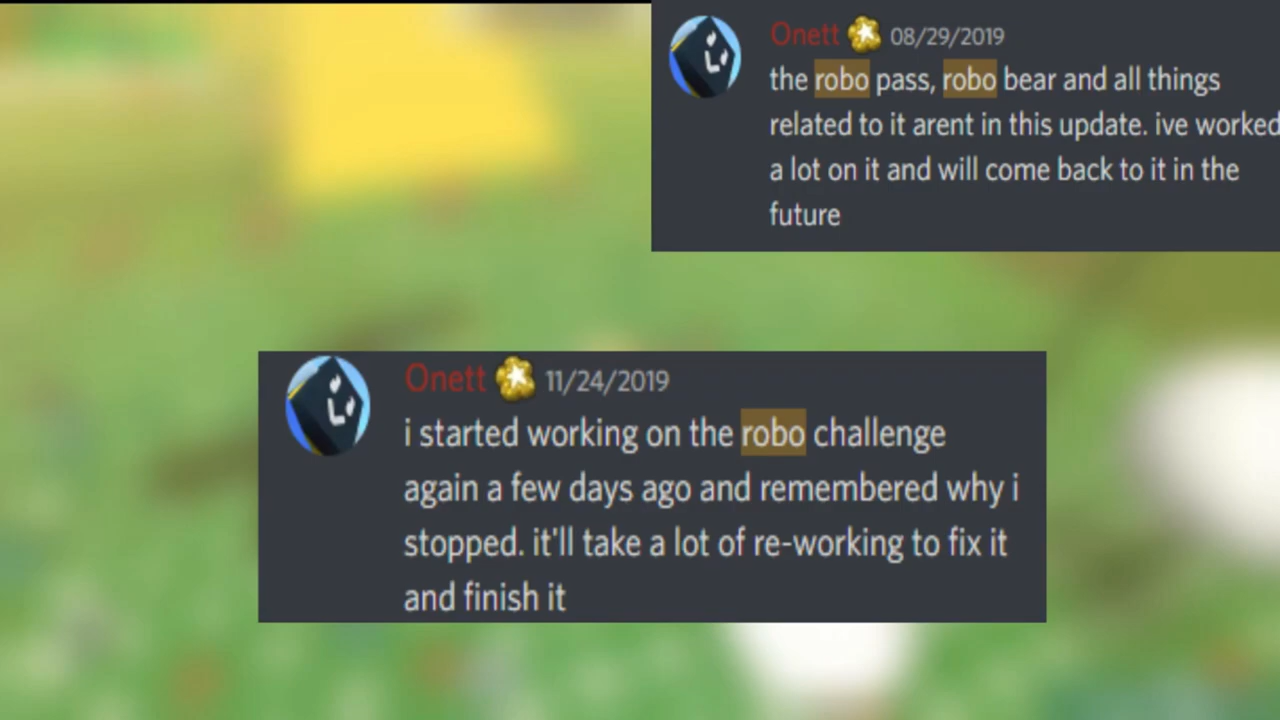 Onett 08/29/2019
the robo pass, robo bear and all things
related to it arent in this update. ive worked
a lot on it and will come back to it in the
future
Onett 11/24/2019
i started working on the robo challenge
again a few days ago and remembered why i
stopped. it'll take a lot of re-working to fix it
and finish it